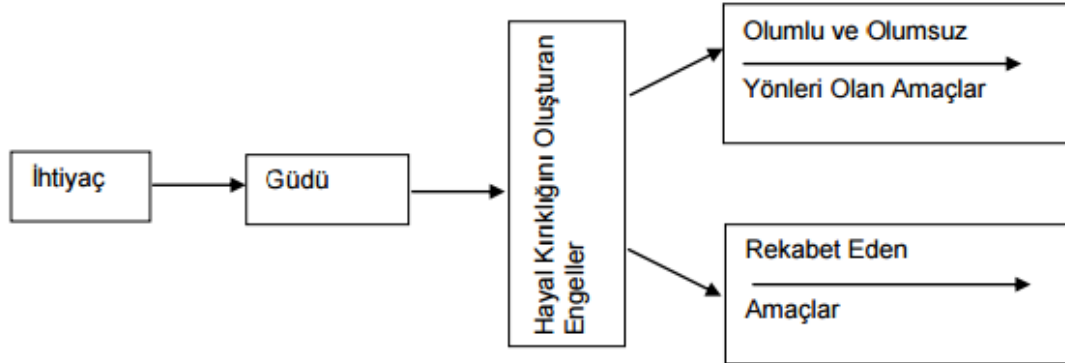 İhtiyaç
Güdü
Hayal Kırıklığını Oluşturan
Engeller
Olumlu ve Olumsuz
Yönleri Olan Amaçlar
Rekabet Eden
Amaçlar